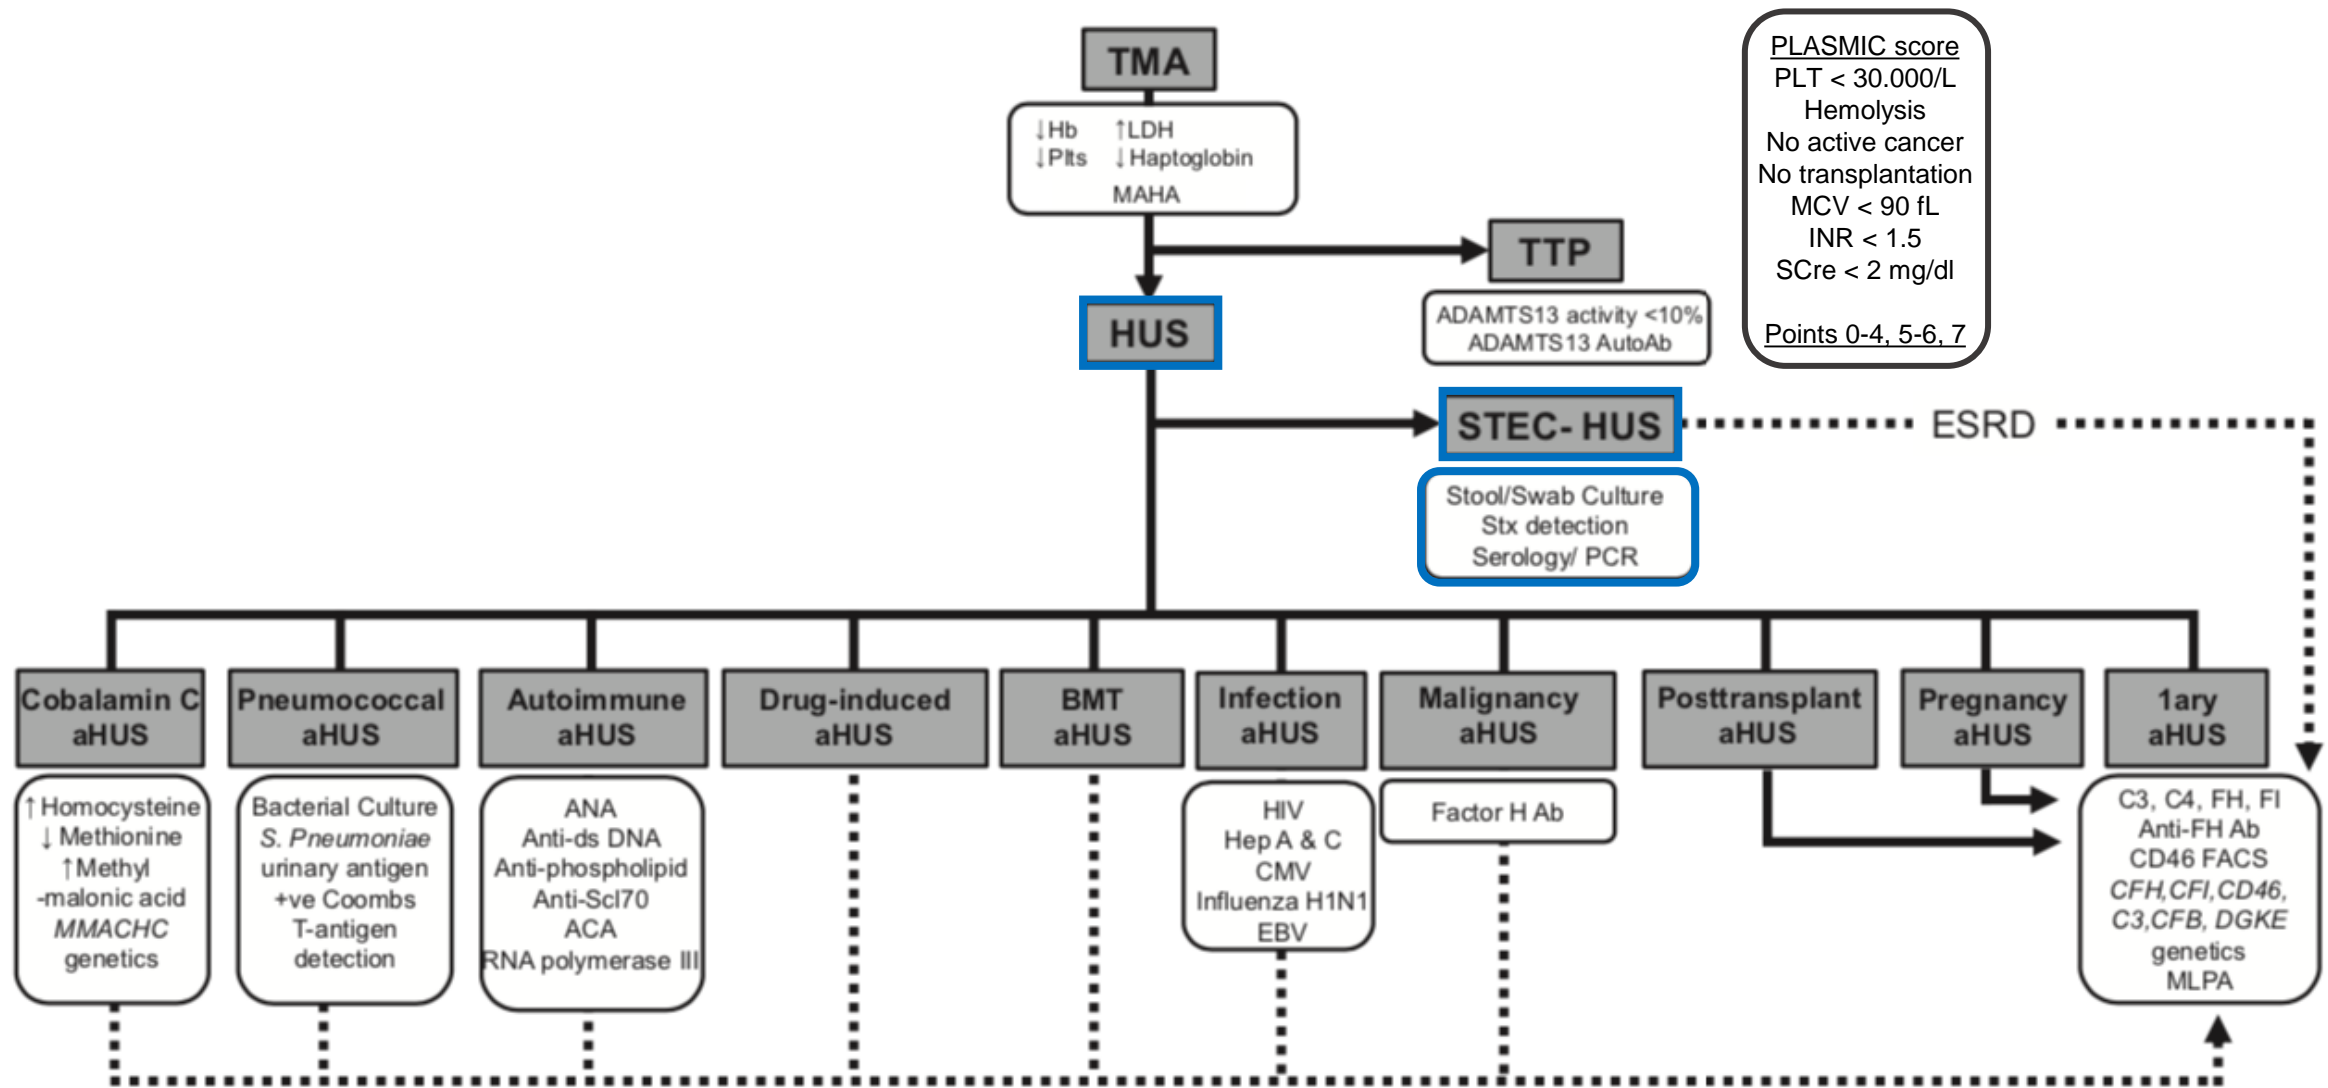 TMA
↓Hb ↑LDH
↓Plts ↓Haptoglobin
MAHA
PLASMIC score
PLT < 30.000/L
Hemolysis
No active cancer
No transplantation
MCV < 90 fL
INR < 1.5
SCre < 2 mg/dl
Points 0-4, 5-6, 7
TTP
ADAMTS13 activity <10%
ADAMTS13 AutoAb
HUS
STEC- HUS
ESRD
Stool/Swab Culture
Stx detection
Serology/ PCR
Cobalamin C
aHUS
↑Homocysteine
↓Methionine
↑Methyl
-malonic acid
MMACHC
genetics
Pneumococcal
aHUS
Bacterial Culture
S. Pneumoniae
urinary antigen
+ve Coombs
T-antigen
detection
Autoimmune
aHUS
ANA
Anti-ds DNA
Anti-phospholipid
Anti-Scl70
ACA
RNA polymerase III
Drug-induced
aHUS
BMT
aHUS
Infection
aHUS
HIV
Hep A & C
CMV
Influenza H1N1
EBV
Malignancy
aHUS
Factor H Ab
Posttransplant
aHUS
Pregnancy
aHUS
1ary
aHUS
C3, C4, FH, FI
Anti-FH Ab
CD46 FACS
CFH,CFI,CD46,
C3,CFB, DGKE
genetics
MLPA